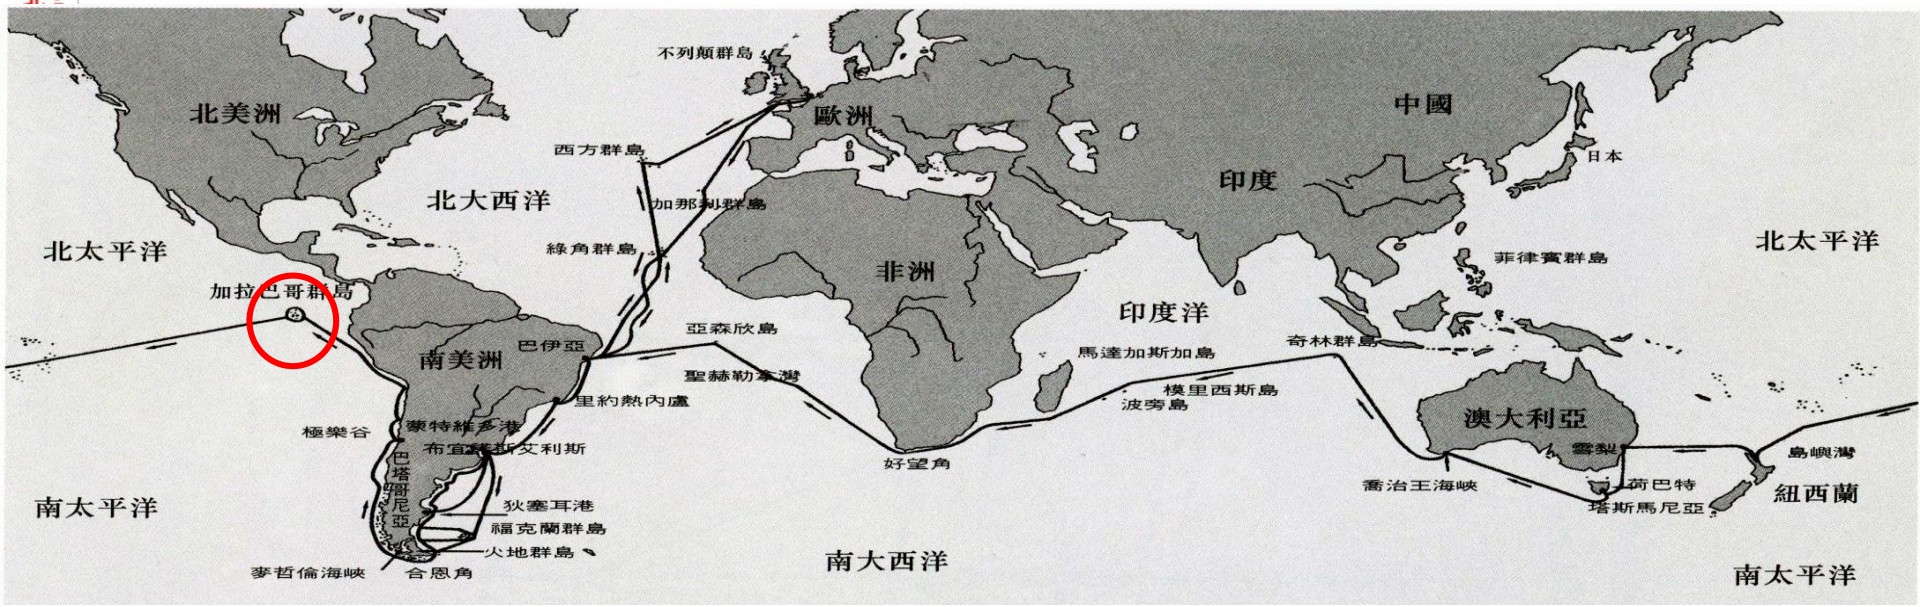 不列顛群島
北美洲
歐洲
中國
西方群島
日本
印度
北大西洋
加那利群島
北太平洋
綠角群島
非洲
菲律賓群島
北太平洋
加拉巴哥群島
印度洋
亞森欣島
巴伊亞
南美洲
奇林群島
馬達加斯加島
聖赫勒拿灣
模里西斯島
波旁島
里約熱內盧
澳大利亞
極樂谷
蒙特維多港
布宜諾斯艾利斯
雪梨
島嶼灣
好望角
巴塔哥尼亞
喬治王海峽
荷巴特
紐西蘭
南太平洋
狄塞耳港
塔斯馬尼亞
福克蘭群島
火地群島
南大西洋
麥哲倫海峽
合恩角
南太平洋